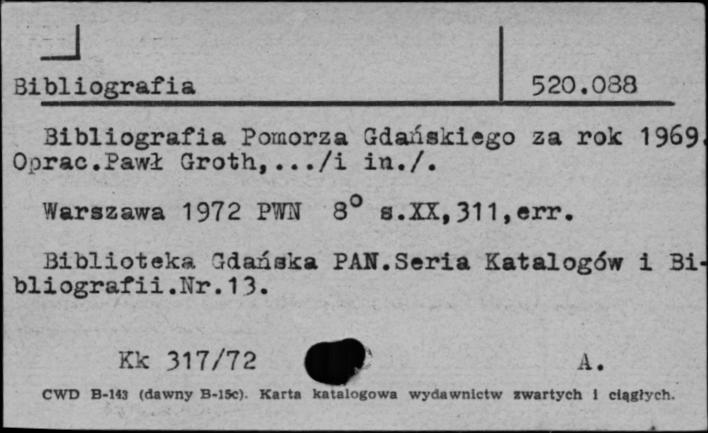 Bibliografia 520.088
Bibliografia Pomorza Gdańskiego za rok 1969.
Oprac.Pawł Groth,.../i in./.
Warszawa 1972 PWN 8° s.XX,311,err.
Biblioteka Gdańska PAN.Seria Katalogów i Bi-
bliografii.Nr.13.
Kk 317/72 A.
CWD B-143 (dawny B-15c). Karta katalogowa wydawnictw zwartych i ciągłych.